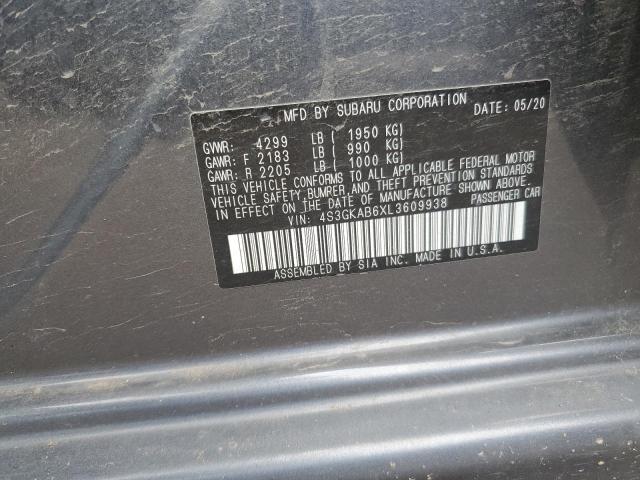 MFD BY SUBARU CORPORATION DATE: 05/20
GVWR: 4299 LB ( 1950 KG)
GAWR: F 2183 LB ( 990 KG)
GAWR: R 2205 LB ( 1000 KG)
THIS VEHICLE CONFORMS TO ALL APPLICABLE FEDERAL MOTOR
VEHICLE SAFETY, BUMPER, AND THEFT PREVENTION STANDARDS
IN EFFECT ON THE DATE OF MANUFACTURE SHOWN ABOVE.
VIN: 4S3GKAB6XL3609938 PASSENGER CAR
ASSEMBLED BY SIA INC. MADE IN U.S.A.